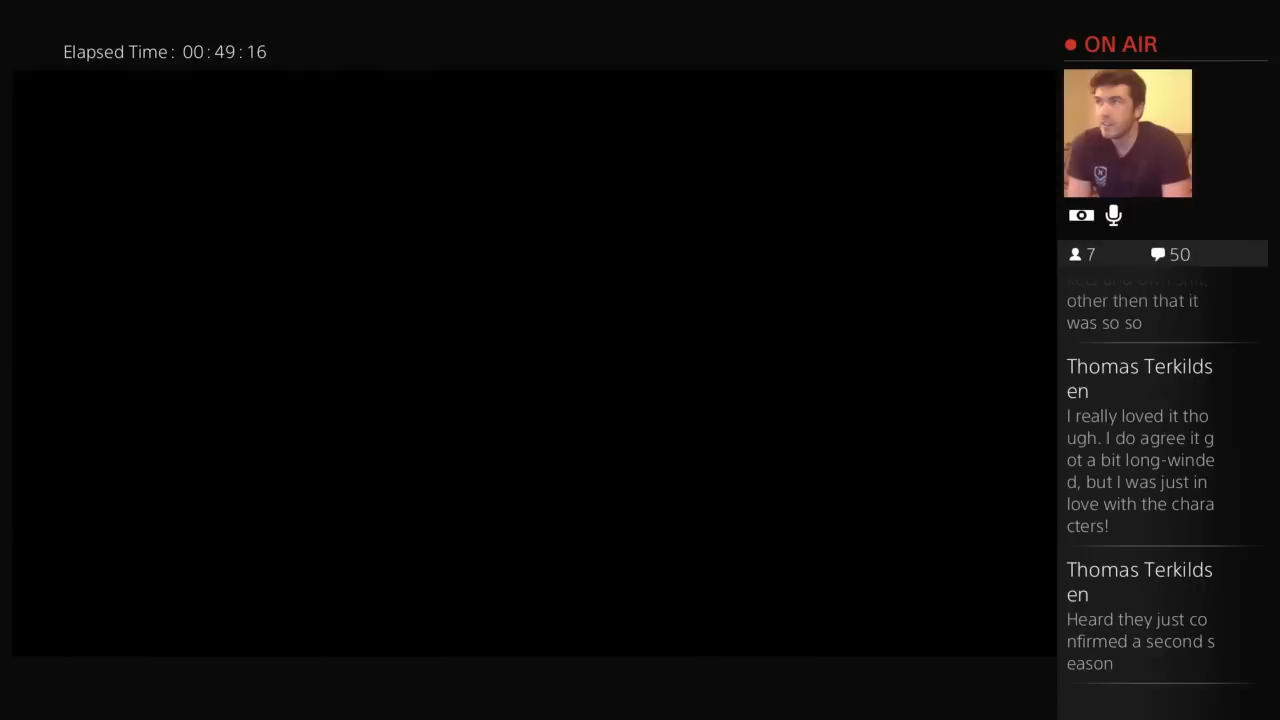 Elapsed Time: 00:49:16
ON AIR
7
50
other then that it
was so so
Thomas Terkilds
en
I really loved it tho
ugh. I do agree it g
ot a bit long-winde
d, but I was just in
love with the chara
cters!
Thomas Terkilds
en
Heard they just co
nfirmed a second s
eason